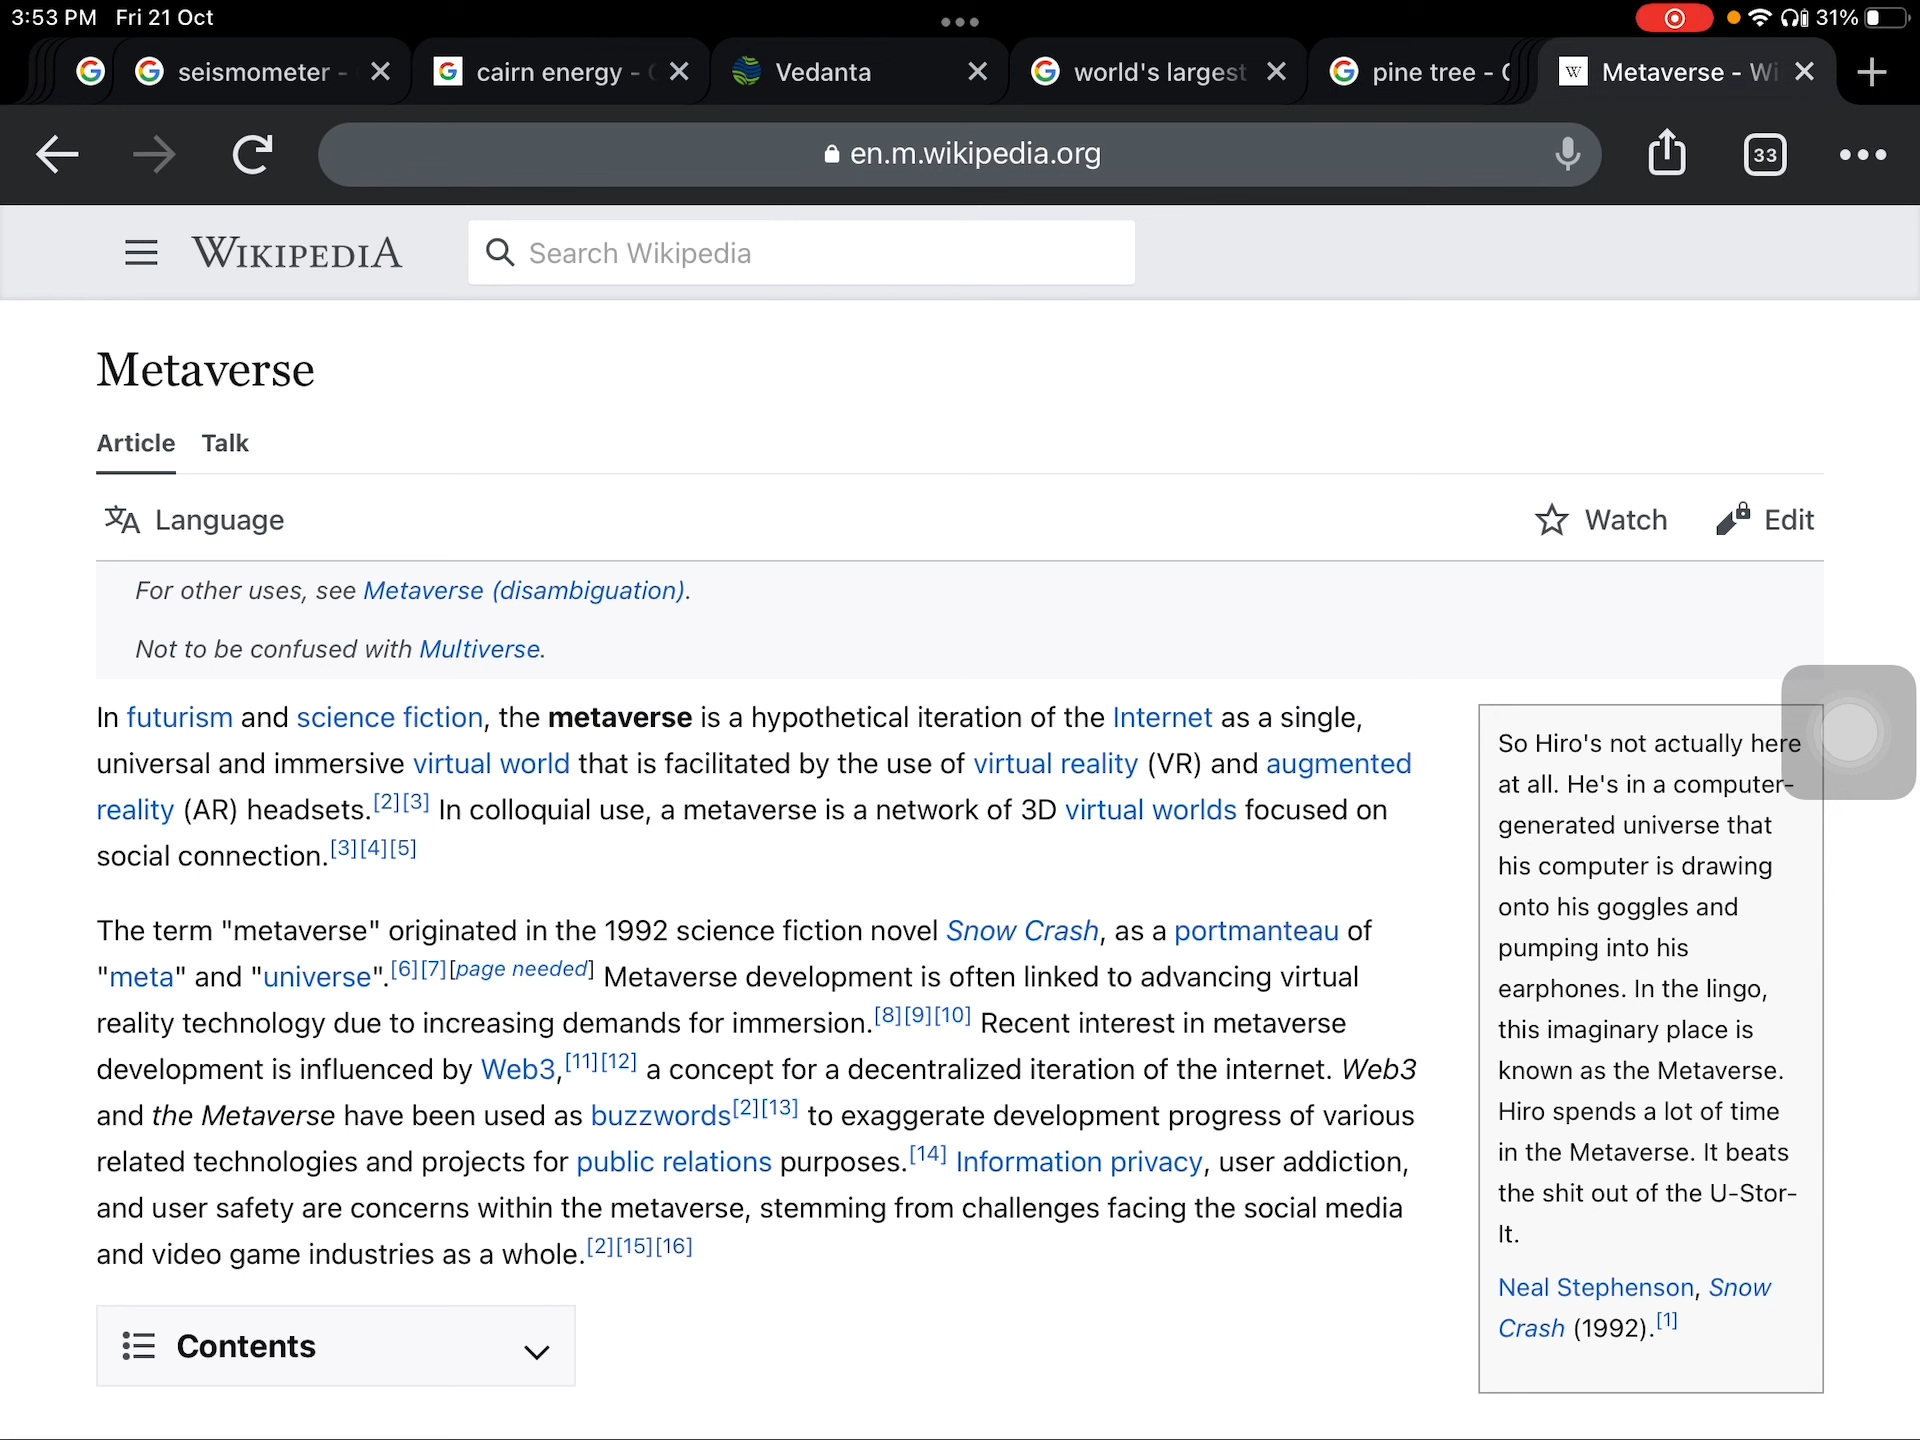 3:53 PM Fri 21 Oct
31%
seismometer -
cairn energy -
Vedanta
world's largest
pine tree -
W Metaverse - Wi
en.m.wikipedia.org
33
WIKIPEDIA
Search Wikipedia
Metaverse
Article Talk
文A Language
Watch Edit
For other uses, see Metaverse (disambiguation).
Not to be confused with Multiverse.
In futurism and science fiction, the metaverse is a hypothetical iteration of the Internet as a single,
universal and immersive virtual world that is facilitated by the use of virtual reality (VR) and augmented
reality (AR) headsets.[2][3] In colloquial use, a metaverse is a network of 3D virtual worlds focused on
social connection.[3][4][5]
The term "metaverse" originated in the 1992 science fiction novel Snow Crash, as a portmanteau of
"meta" and "universe".[6][7][page needed] Metaverse development is often linked to advancing virtual
reality technology due to increasing demands for immersion.[8][9][10] Recent interest in metaverse
development is influenced by Web3,[11][12] a concept for a decentralized iteration of the internet. Web3
and the Metaverse have been used as buzzwords[2][13] to exaggerate development progress of various
related technologies and projects for public relations purposes.[14] Information privacy, user addiction,
and user safety are concerns within the metaverse, stemming from challenges facing the social media
and video game industries as a whole.[2][15][16]
Contents
So Hiro's not actually here
at all. He's in a computer-
generated universe that
his computer is drawing
onto his goggles and
pumping into his
earphones. In the lingo,
this imaginary place is
known as the Metaverse.
Hiro spends a lot of time
in the Metaverse. It beats
the shit out of the U-Stor-
It.
Neal Stephenson, Snow
Crash (1992).[1]